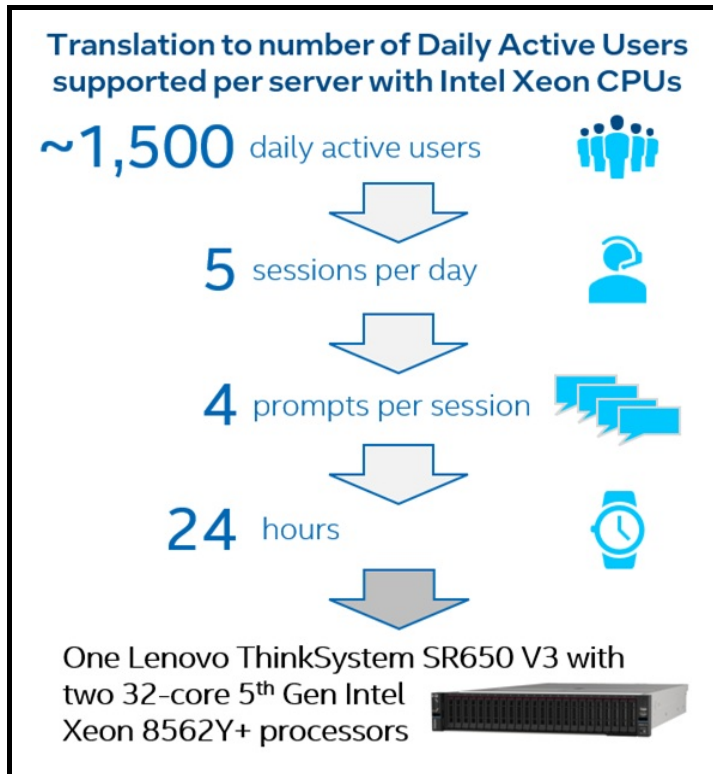 Translation to number of Daily Active Users
supported per server with Intel Xeon CPUs
~1,500 daily active users
5 sessions per day
4 prompts per session
24 hours
One Lenovo ThinkSystem SR650 V3 with
two 32-core 5th Gen Intel
Xeon 8562Y+ processors